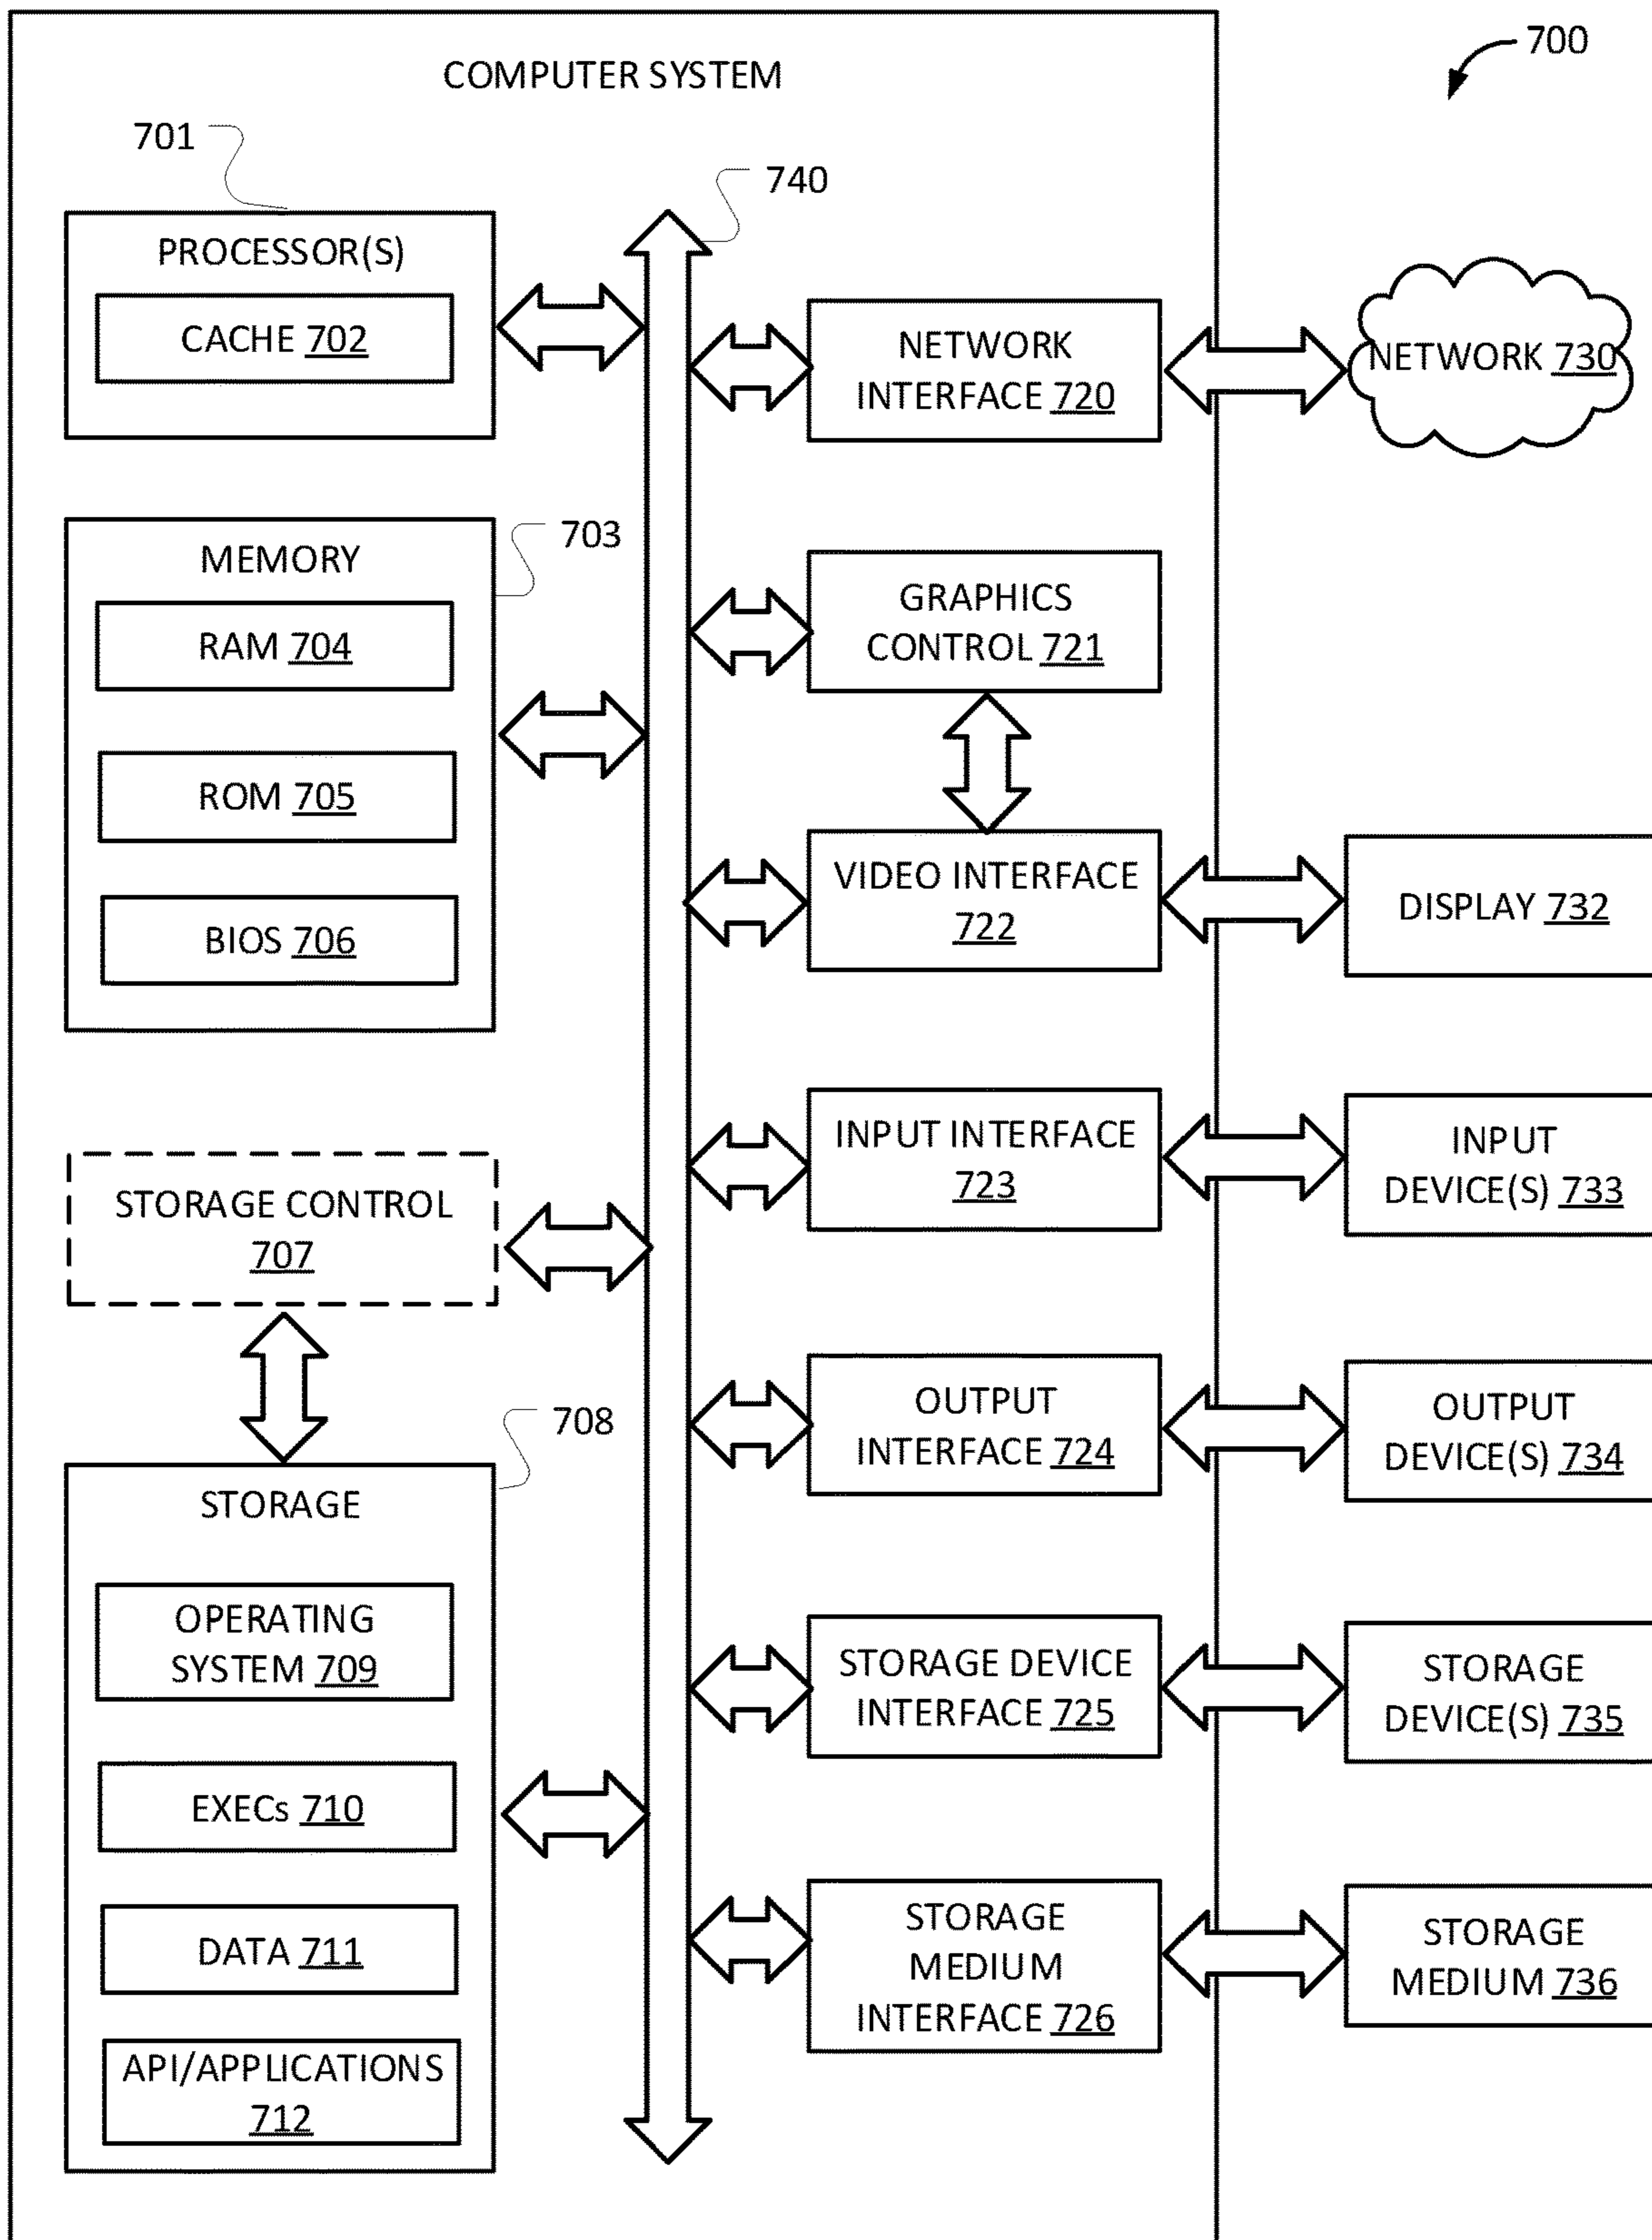 COMPUTER SYSTEM
700
701
740
PROCESSOR(S)
CACHE 702
703
MEMORY
RAM 704
ROM 705
BIOS 706
STORAGE CONTROL
707
708
STORAGE
OPERATING
SYSTEM 709
EXECs 710
DATA 711
API/APPLICATIONS
712
NETWORK
INTERFACE 720
NETWORK 730
GRAPHICS
CONTROL 721
VIDEO INTERFACE
722
DISPLAY 732
INPUT INTERFACE
723
INPUT
DEVICE(S) 733
OUTPUT
INTERFACE 724
OUTPUT
DEVICE(S) 734
STORAGE DEVICE
INTERFACE 725
STORAGE
DEVICE(S) 735
STORAGE
MEDIUM
INTERFACE 726
STORAGE
MEDIUM 736